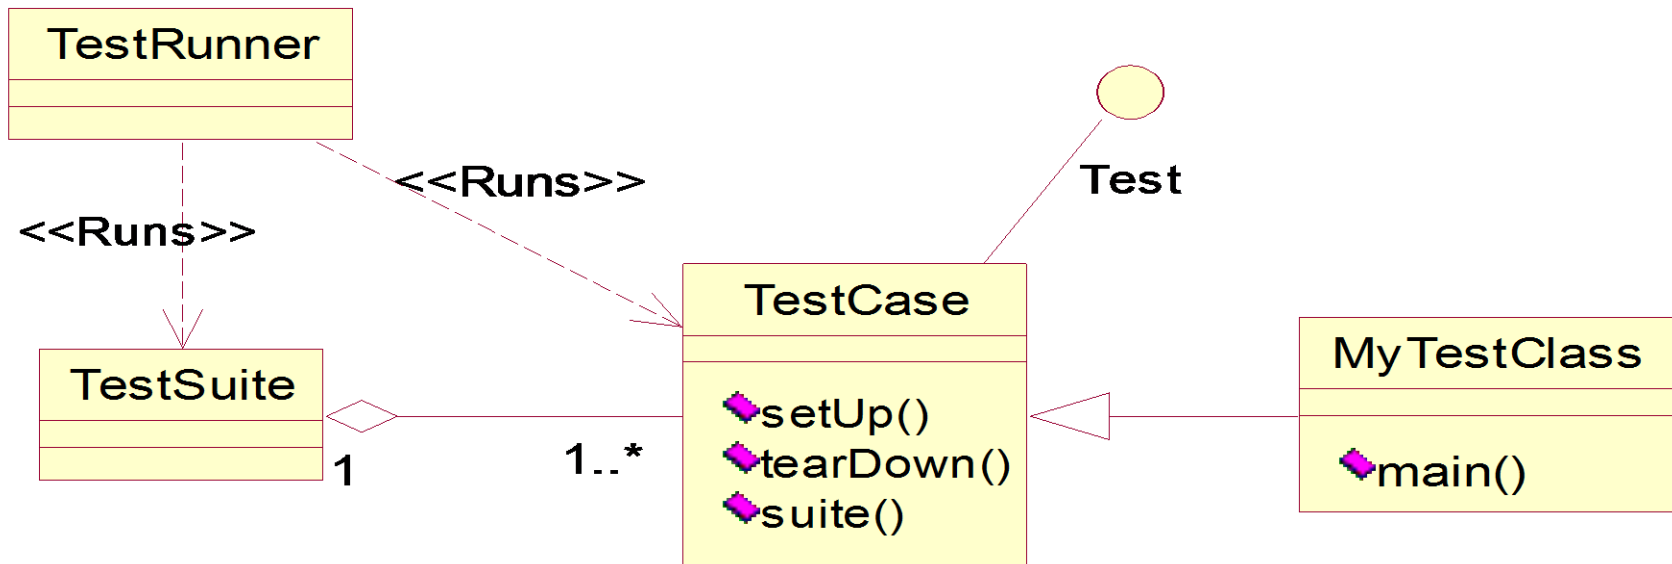 TestRunner
<<Runs>>
<<Runs>>
Test
TestSuite
1
1..*
TestCase
setUp()
tearDown()
suite()
MyTestClass
main()